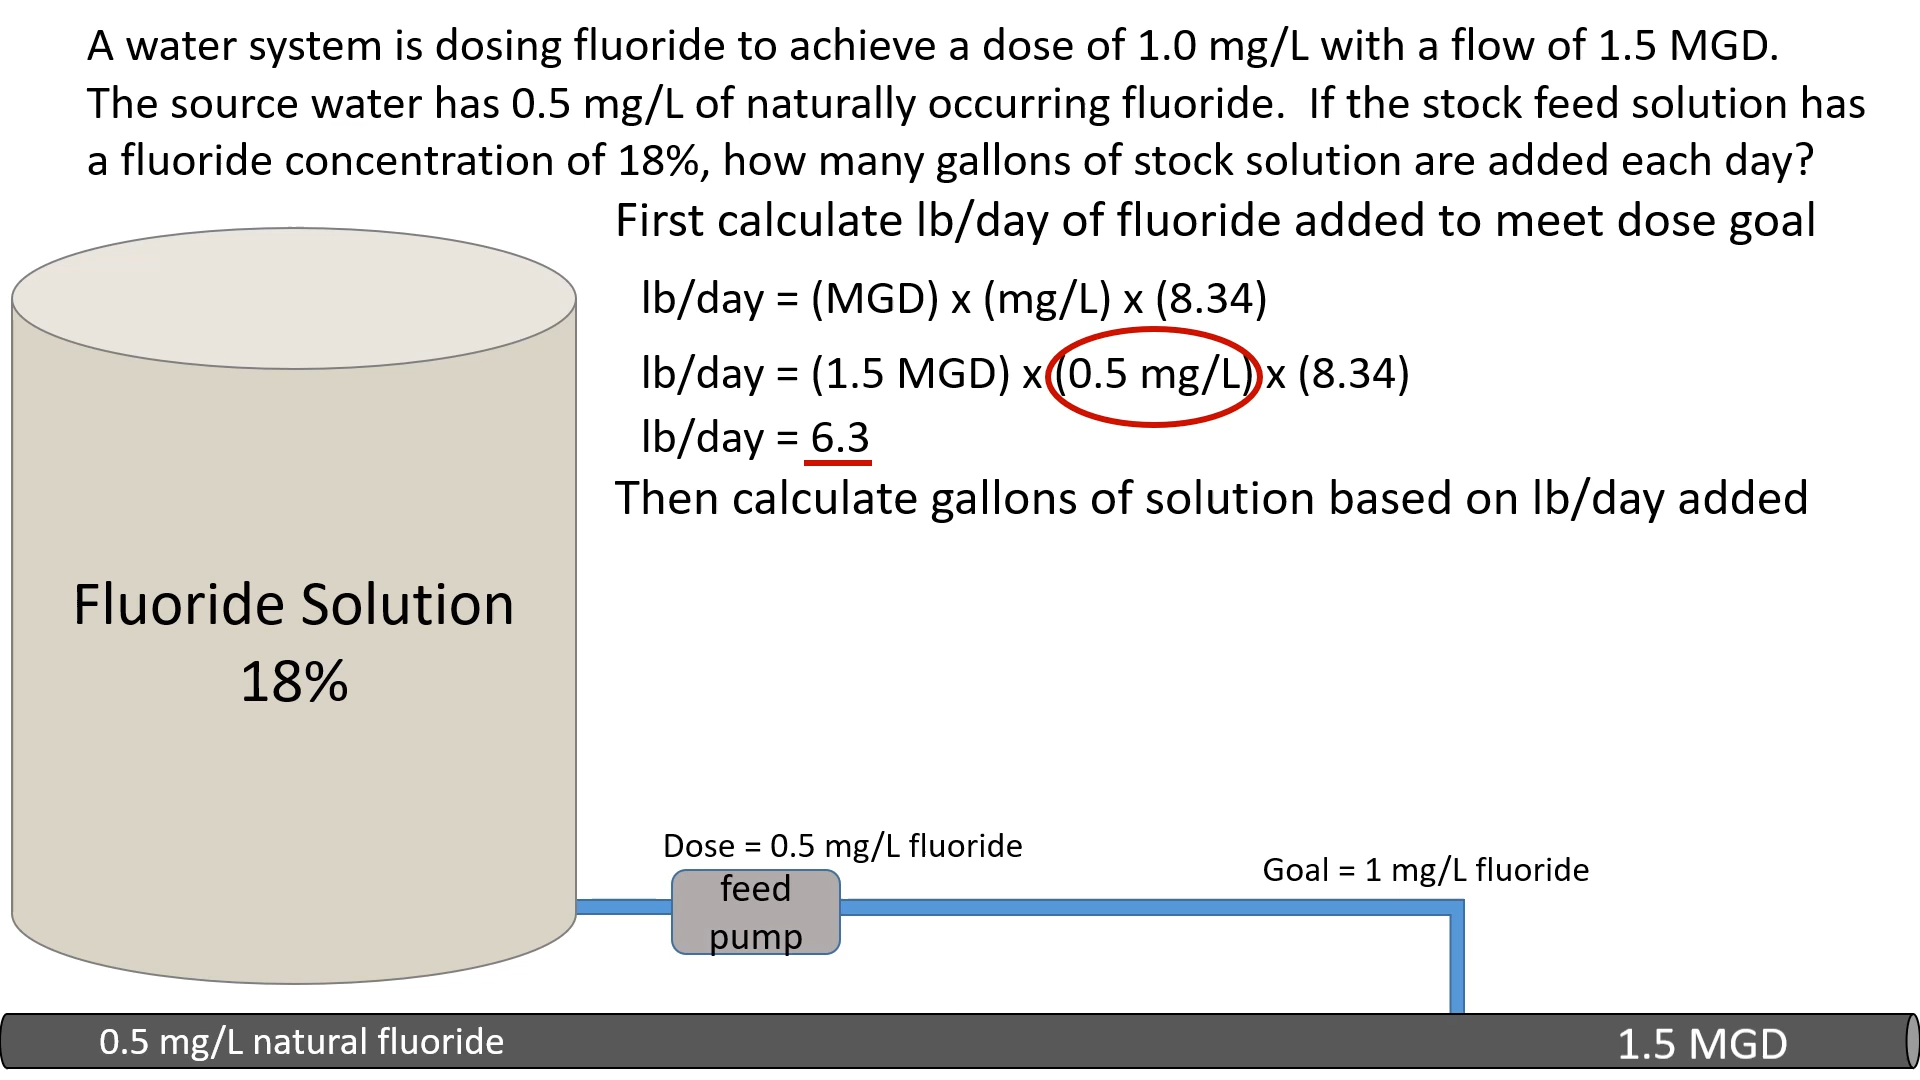 A water system is dosing fluoride to achieve a dose of 1.0 mg/L with a flow of 1.5 MGD.
The source water has 0.5 mg/L of naturally occurring fluoride.  If the stock feed solution has
a fluoride concentration of 18%, how many gallons of stock solution are added each day?
First calculate lb/day of fluoride added to meet dose goal
lb/day = (MGD) x (mg/L) x (8.34)
lb/day = (1.5 MGD) x (0.5 mg/L) x (8.34)
lb/day = 6.3
Then calculate gallons of solution based on lb/day added
Fluoride Solution
18%
Dose = 0.5 mg/L fluoride
feed
pump
Goal = 1 mg/L fluoride
0.5 mg/L natural fluoride
1.5 MGD